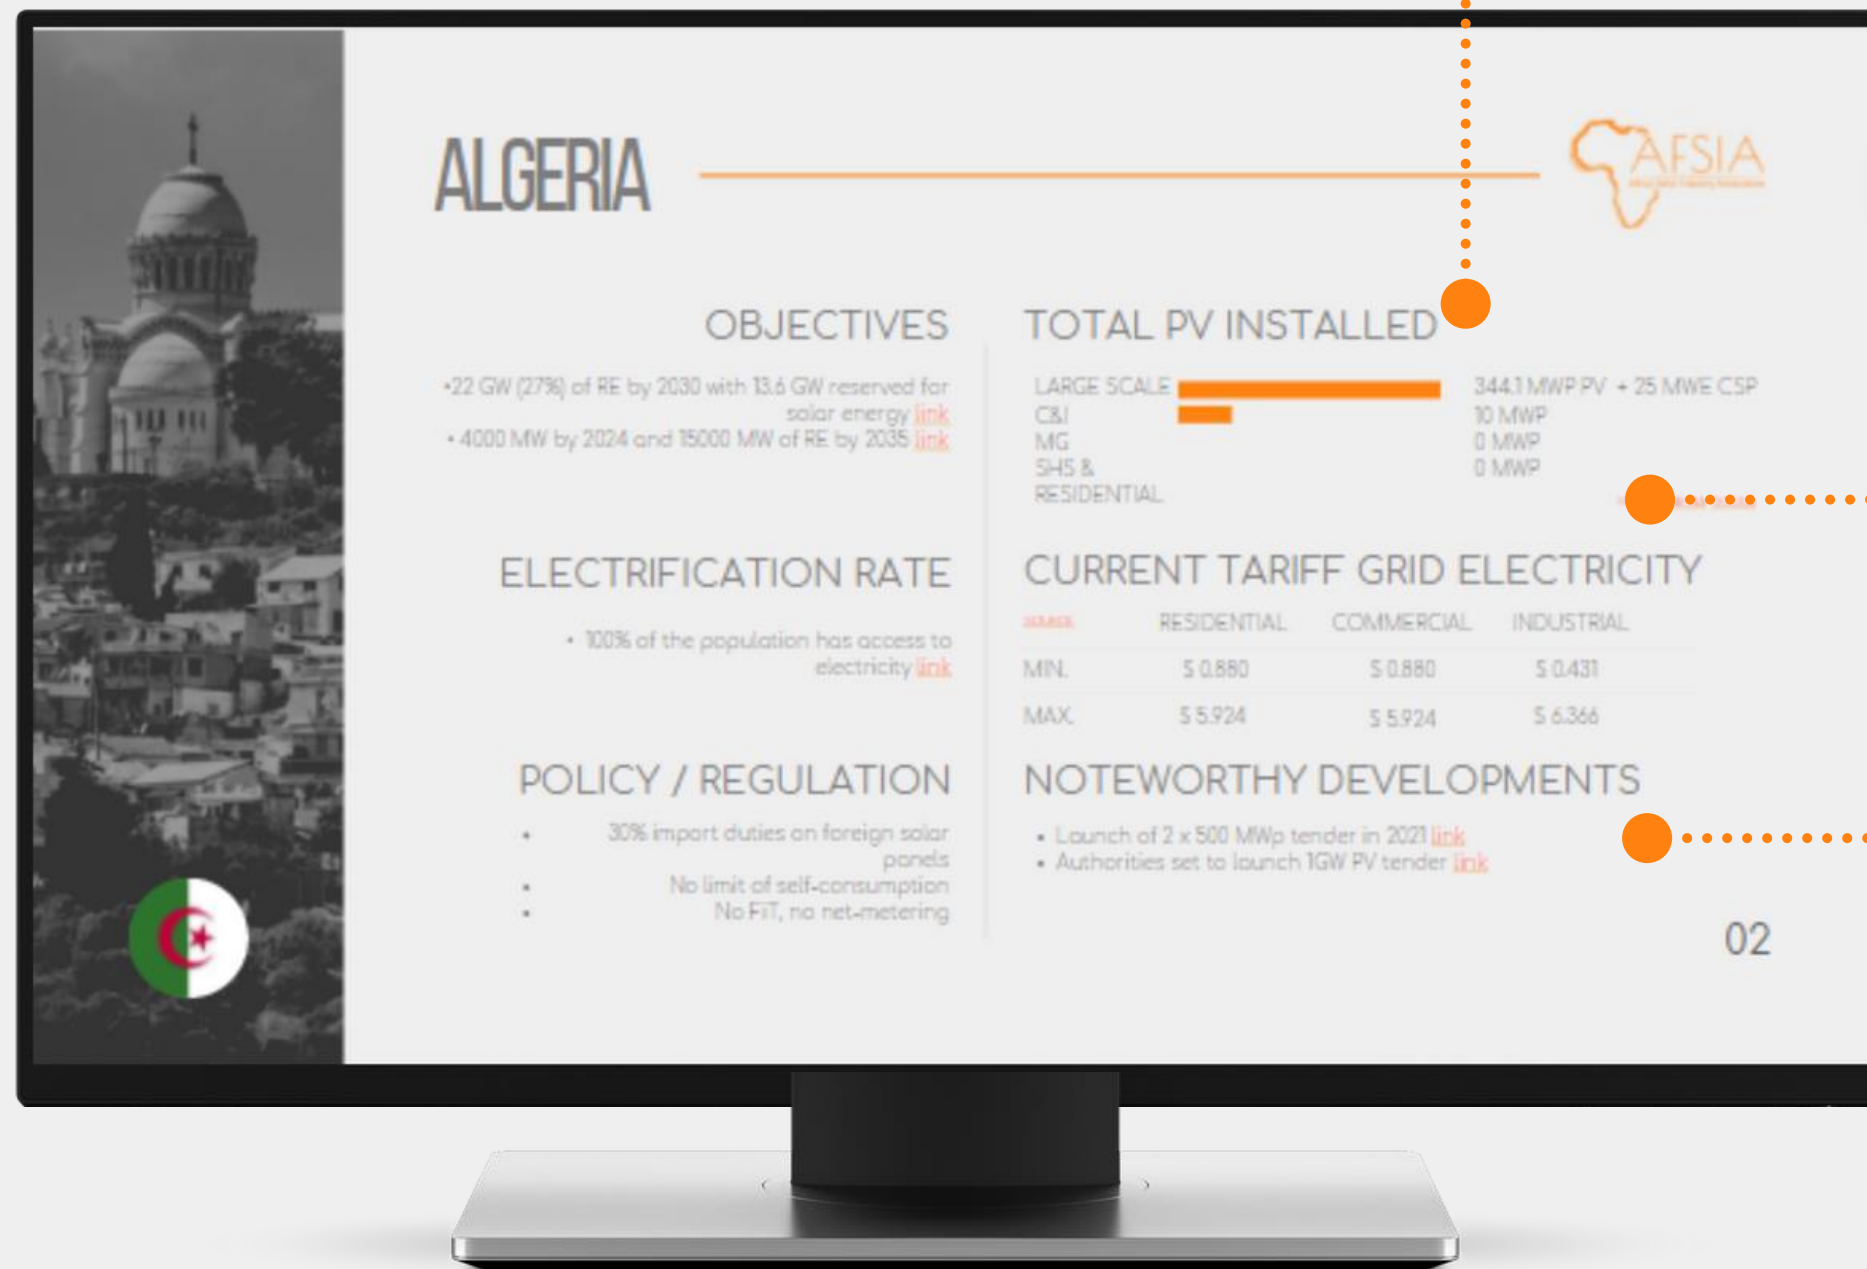 ALGERIA
AFSIA
OBJECTIVES
•22 GW (27%) of RE by 2030 with 13.6 GW reserved for
solar energy link
• 4000 MW by 2024 and 15000 MW of RE by 2035 link
ELECTRIFICATION RATE
• 100% of the population has access to
electricity link
POLICY / REGULATION
• 30% import duties on foreign solar
panels
• No limit of self-consumption
• No FiT, no net-metering
TOTAL PV INSTALLED
LARGE SCALE 344.1 MWP PV + 25 MWE CSP
C&I 10 MWP
MG 0 MWP
SHS & 0 MWP
RESIDENTIAL
CURRENT TARIFF GRID ELECTRICITY
SOURCE RESIDENTIAL COMMERCIAL INDUSTRIAL
MIN. $ 0.880 $ 0.880 $ 0.431
MAX. $ 5.924 $ 5.924 $ 6.366
NOTEWORTHY DEVELOPMENTS
• Launch of 2 x 500 MWp tender in 2021 link
• Authorities set to launch 1GW PV tender link
02